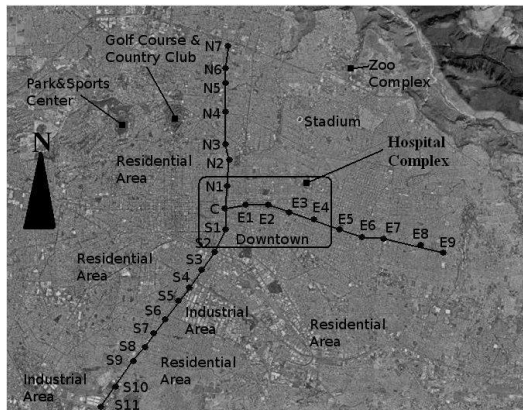 Golf Course &
Country Club
N7
N6
N5
Zoo
Complex
Park&Sports
Center
N4
Stadium
N
N3
Hospital
Complex
Residential
Area
N2
N1
C
E1
E2
E3
E4
S1
E5
E6
E7
E8
E9
Downtown
S2
Residential
Area
S3
S4
S5
S6
Industrial
Area
Residential
Area
S7
S8
S9
Residential
Area
Industrial
Area
S10
S11